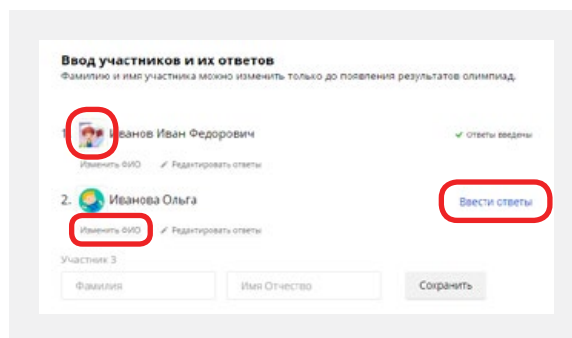 Ввод участников и их ответов
Фамилию и имя участника можно изменить только до появления результатов олимпиад.
1. Иванов Иван Федорович
✓ Ответы введены
Изменить ФИО Редактировать ответы
2. Иванова Ольга
Ввести ответы
Изменить ФИО Редактировать ответы
Участник 3
Фамилия Имя Отчество Сохранить